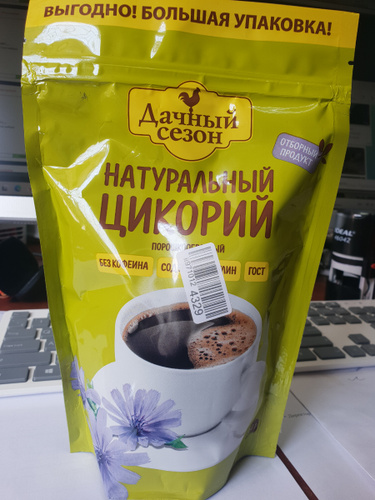 ВЫГОДНО! БОЛЬШАЯ УПАКОВКА!
Дачный
сезон
ОТБОРНЫЙ
ПРОДУКТ
НАТУРАЛЬНЫЙ
ЦИКОРИЙ
БЕЗ КОФЕИНА
ГОСТ
4329